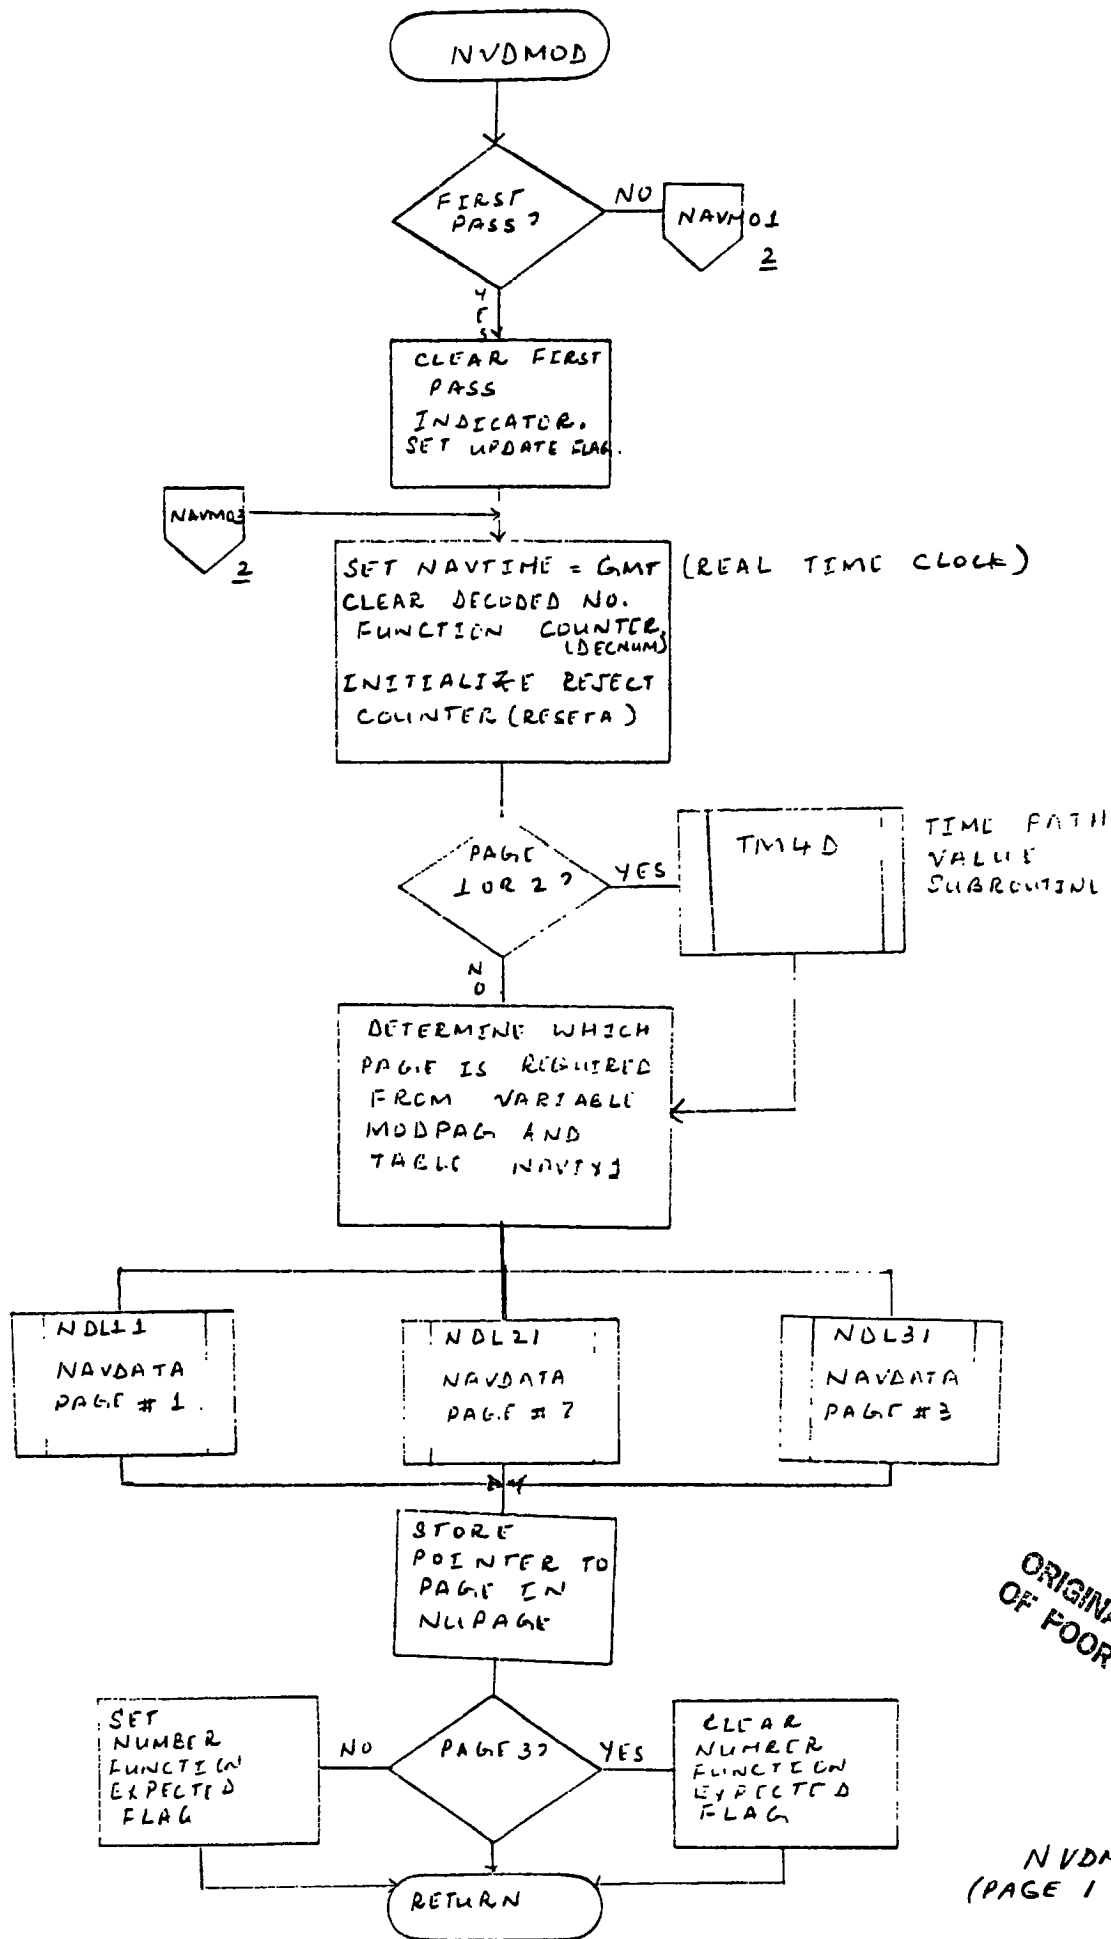 NVDMOD
FIRST
PASS?
NO
NAVM01
2
YES
CLEAR FIRST
PASS
INDICATOR.
SET UPDATE FLAG.
NAVM03
2
SET NAVTIME = GMT (REAL TIME CLOCK)
CLEAR DECODED NO.
FUNCTION COUNTER,
(DECNUM)
INITIALIZE REJECT
COUNTER (RESETA)
PAGE
1 OR 2?
YES
TM4D
TIME PATH
VALUE
SUBROUTINE
NO
DETERMINE WHICH
PAGE IS REQUIRED
FROM VARIABLE
MODPAG AND
TABLE
NDL11
NAVDATA
PAGE # 1.
NDL21
NAVDATA
PAGE # 2
NDL31
NAVDATA
PAGE # 3
STORE
POINTER TO
PAGE IN
NUPAGE
ORIGINA
OF POOR
SET
NUMBER
FUNCTION
EXPECTED
FLAG
NO
PAGE 3?
YES
CLEAR
NUMBER
FUNCTION
EXPECTED
FLAG
RETURN
NVDM
(PAGE 1